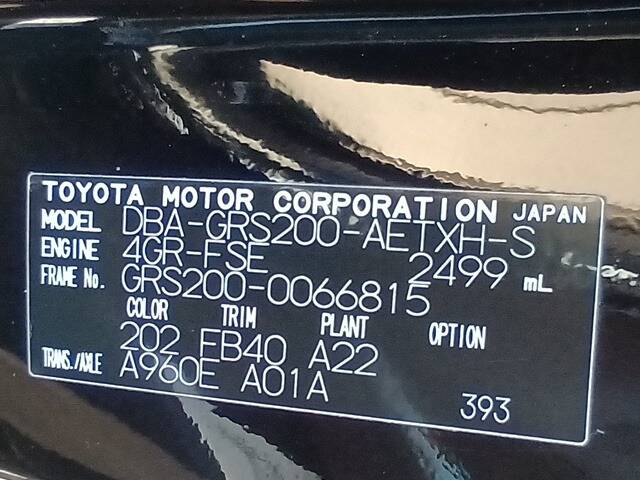 TOYOTA MOTOR CORPORATION JAPAN
MODEL DBA-GRS200-AETXH-S
ENGINE 4GR-FSE 2499 mL
FRAME No. GRS200-0066815
COLOR TRIM PLANT OPTION
202 FB40 A22
TRANS./AXLE A960E A01A
393